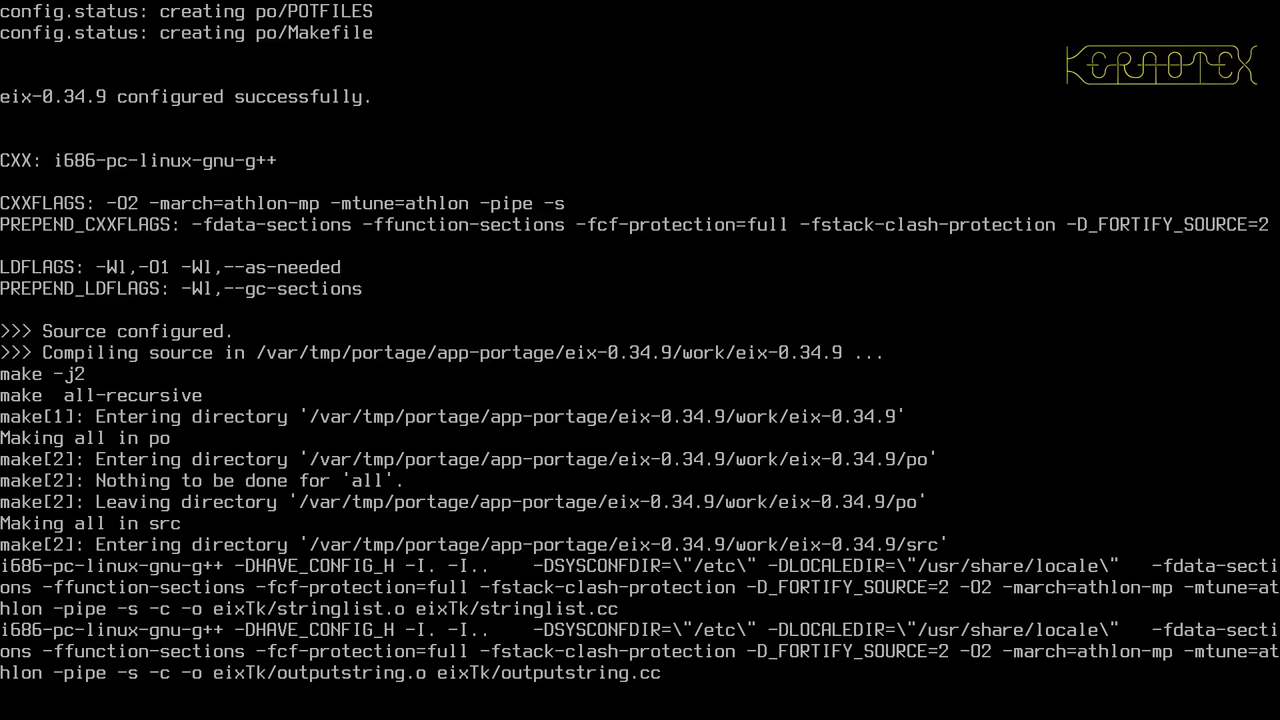 config.status: creating po/POTFILES
config.status: creating po/Makefile
KERAOTEX
eix-0.34.9 configured successfully.
CXX: i686-pc-linux-gnu-g++
CXXFLAGS: -O2 -march=athlon-mp -mtune=athlon -pipe -s
PREPEND_CXXFLAGS: -fdata-sections -ffunction-sections -fcf-protection=full -fstack-clash-protection -D_FORTIFY_SOURCE=2
LDFLAGS: -Wl,-O1 -Wl,--as-needed
PREPEND_LDFLAGS: -Wl,--gc-sections
>>> Source configured.
>>> Compiling source in /var/tmp/portage/app-portage/eix-0.34.9/work/eix-0.34.9 ...
make -j2
make  all-recursive
make[1]: Entering directory '/var/tmp/portage/app-portage/eix-0.34.9/work/eix-0.34.9'
Making all in po
make[2]: Entering directory '/var/tmp/portage/app-portage/eix-0.34.9/work/eix-0.34.9/po'
make[2]: Nothing to be done for 'all'.
make[2]: Leaving directory '/var/tmp/portage/app-portage/eix-0.34.9/work/eix-0.34.9/po'
Making all in src
make[2]: Entering directory '/var/tmp/portage/app-portage/eix-0.34.9/work/eix-0.34.9/src'
i686-pc-linux-gnu-g++ -DHAVE_CONFIG_H -I. -I..    -DSYSCONFDIR=\"/etc\" -DLOCALEDIR=\"/usr/share/locale\"   -fdata-secti
ons -ffunction-sections -fcf-protection=full -fstack-clash-protection -D_FORTIFY_SOURCE=2 -O2 -march=athlon-mp -mtune=at
hlon -pipe -s -c -o eixTk/stringlist.o eixTk/stringlist.cc
i686-pc-linux-gnu-g++ -DHAVE_CONFIG_H -I. -I..    -DSYSCONFDIR=\"/etc\" -DLOCALEDIR=\"/usr/share/locale\"   -fdata-secti
ons -ffunction-sections -fcf-protection=full -fstack-clash-protection -D_FORTIFY_SOURCE=2 -O2 -march=athlon-mp -mtune=at
hlon -pipe -s -c -o eixTk/outputstring.o eixTk/outputstring.cc